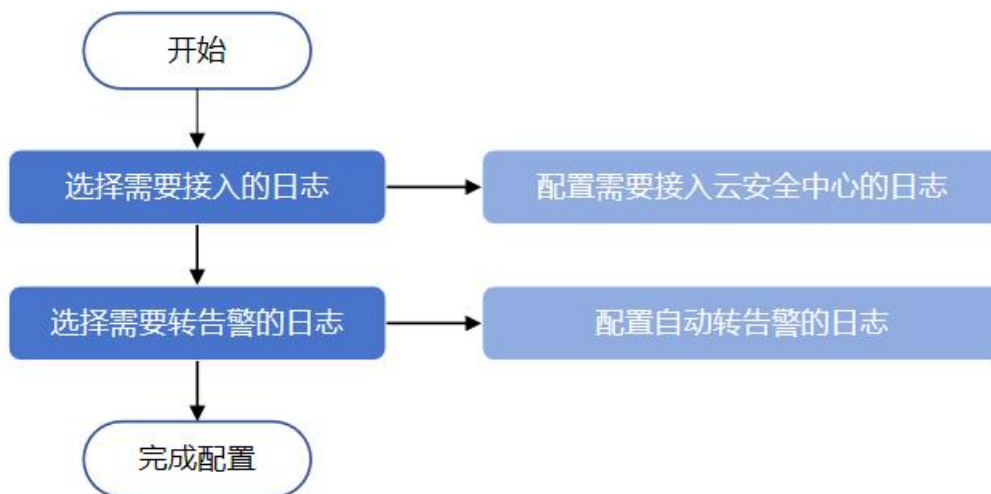 开始
选择需要接入的日志
配置需要接入云安全中心的日志
选择需要转告警的日志
配置自动转告警的日志
完成配置